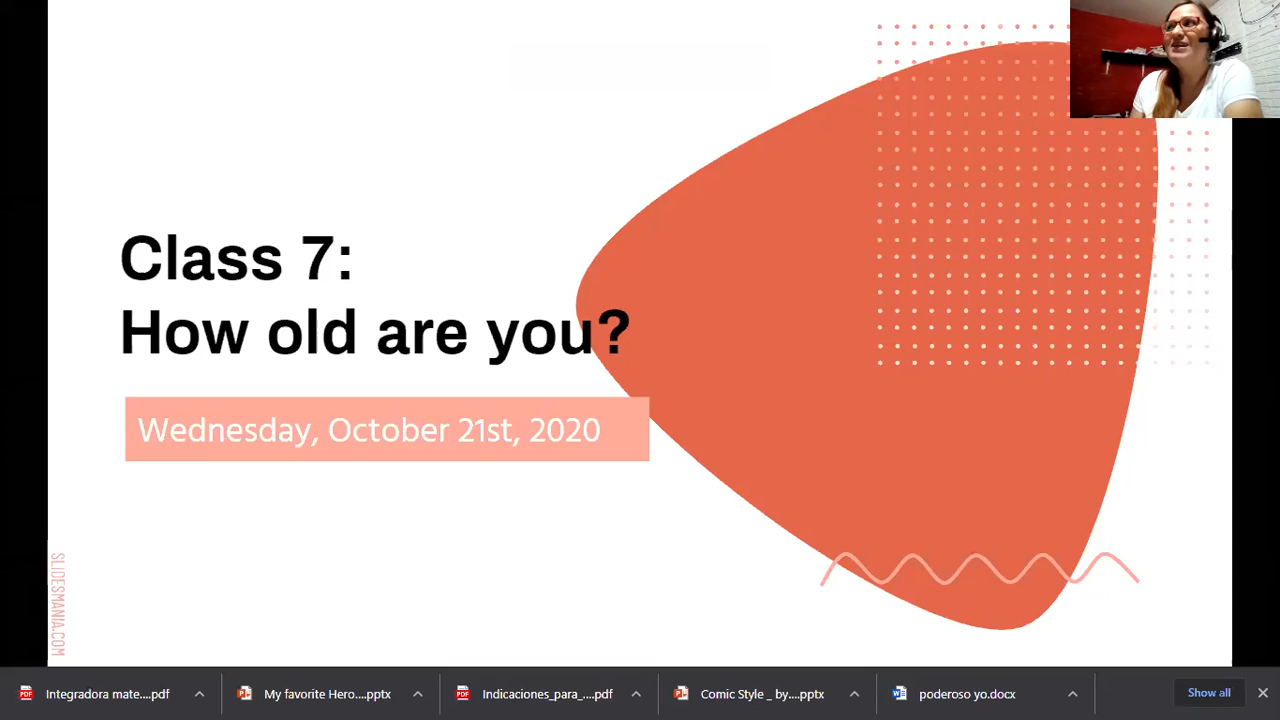 Class 7:
How old are you?
Wednesday, October 21st, 2020
SLIDESMANIA.COM
Integradora mate....pdf
My favorite Hero....pptx
Indicaciones_para_....pdf
Comic Style _ by....pptx
poderoso yo.docx
Show all